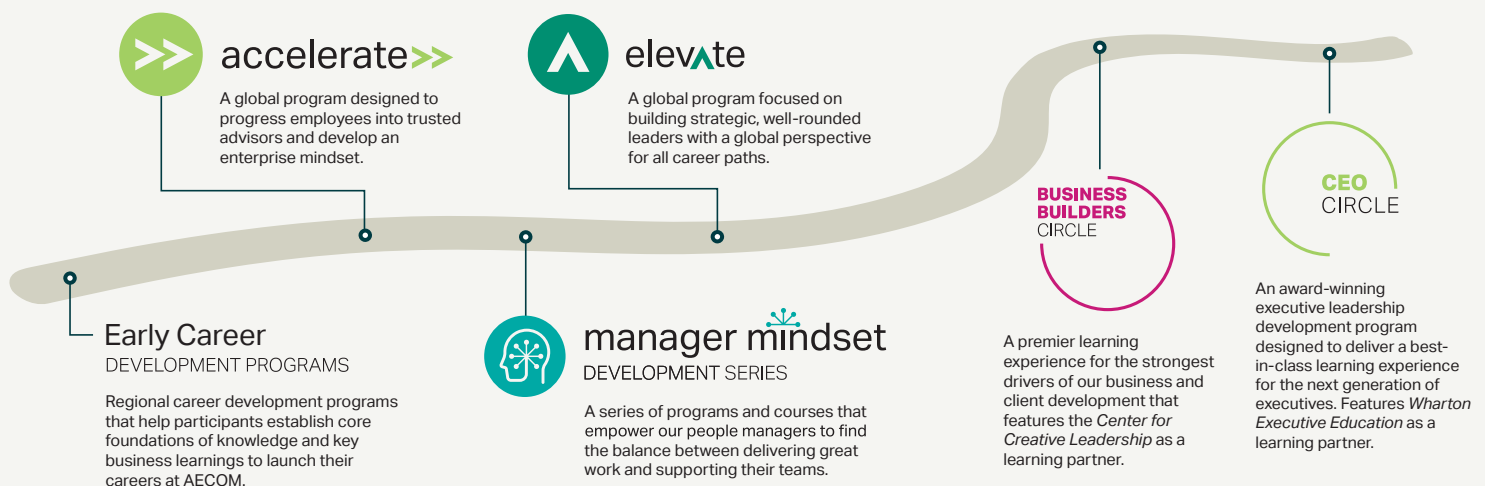 accelerate
A global program designed to
progress employees into trusted
advisors and develop an
enterprise mindset.
elevate
A global program focused on
building strategic, well-rounded
leaders with a global perspective
for all career paths.
Early Career
DEVELOPMENT PROGRAMS
Regional career development programs
that help participants establish core
foundations of knowledge and key
business learnings to launch their
careers at AECOM.
manager mindset
DEVELOPMENT SERIES
A series of programs and courses that
empower our people managers to find
the balance between delivering great
work and supporting their teams.
BUSINESS
BUILDERS
CIRCLE
A premier learning
experience for the strongest
drivers of our business and
client development that
features the Center for
Creative Leadership as a
learning partner.
CEO
CIRCLE
An award-winning
executive leadership
development program
designed to deliver a best-
in-class learning experience
for the next generation of
executives. Features Wharton
Executive Education as a
learning partner.